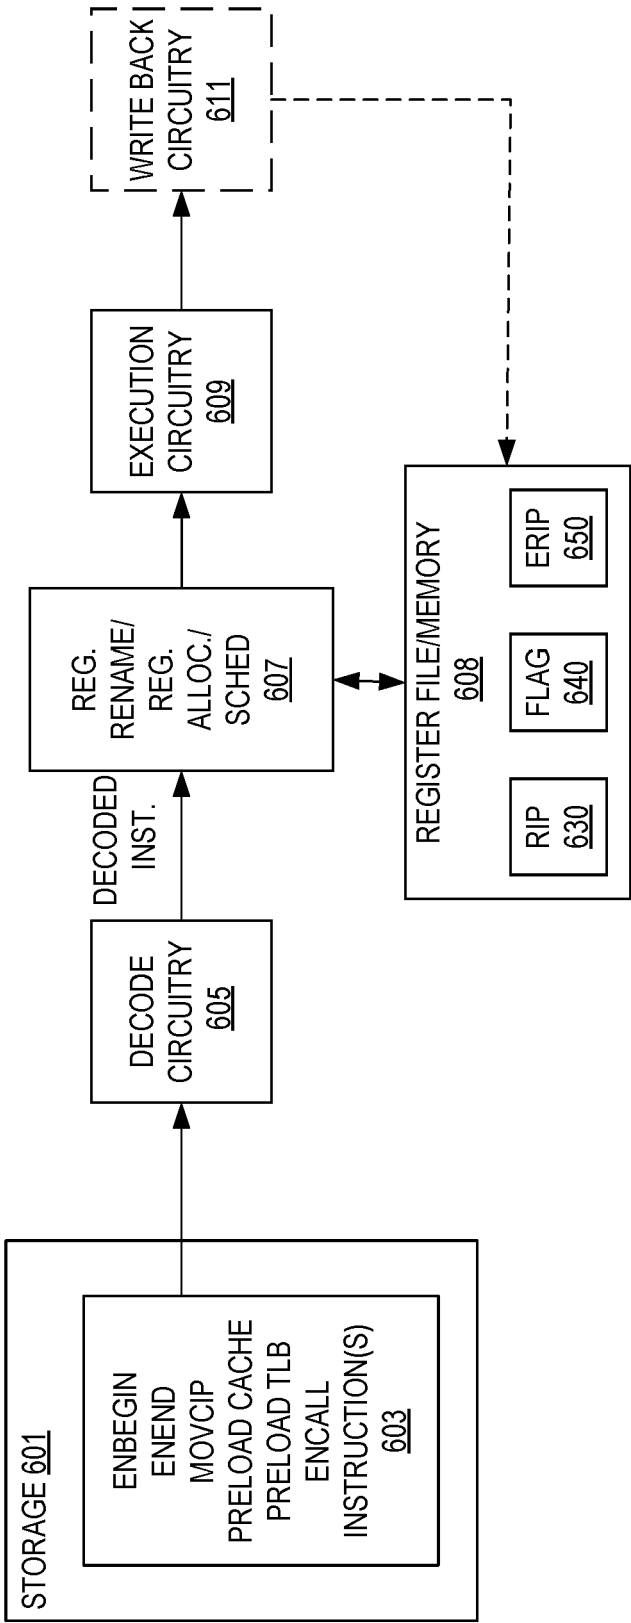 STORAGE 601
ENBEGIN
ENEND
MOVCIP
PRELOAD CACHE
PRELOAD TLB
ENCALL
INSTRUCTION(S)
603
DECODE
CIRCUITRY
605
DECODED
INST.
REG.
RENAME/
REG.
ALLOC./
SCHED
607
EXECUTION
CIRCUITRY
609
WRITE BACK
CIRCUITRY
611
REGISTER FILE/MEMORY
608
RIP
630
FLAG
640
ERIP
650